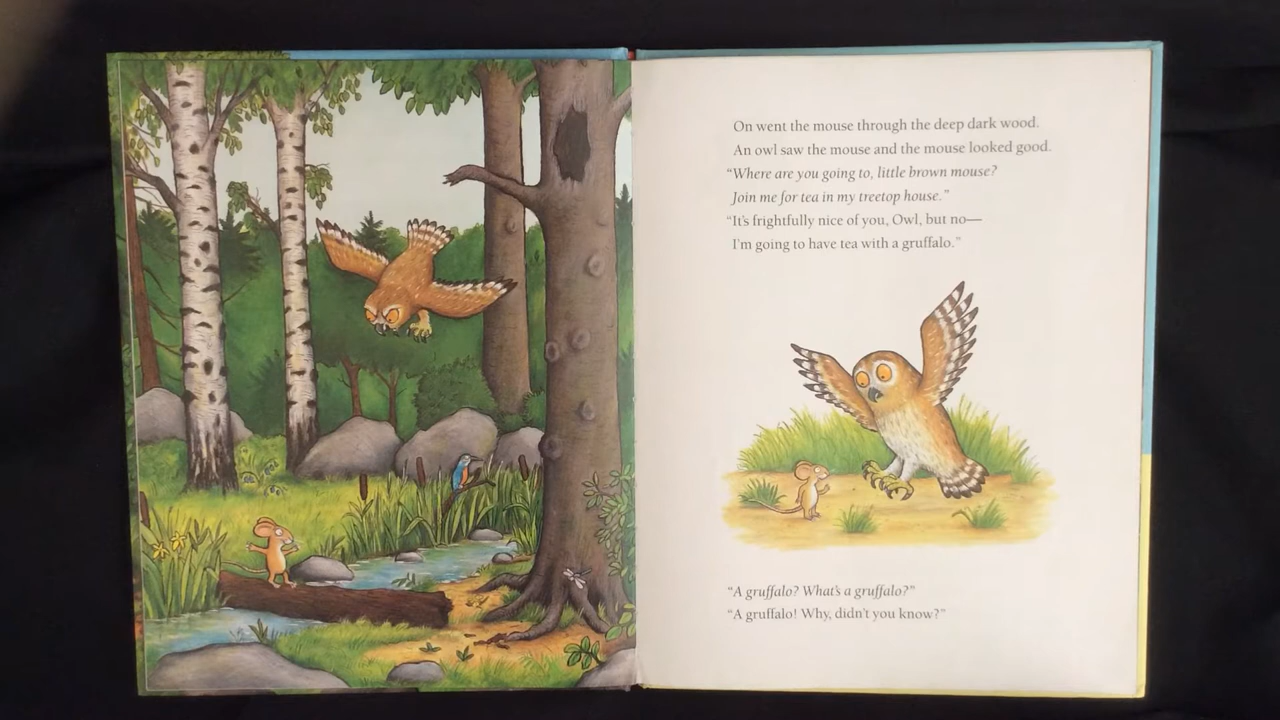 On went the mouse through the deep dark wood.
An owl saw the mouse and the mouse looked good.
“Where are you going to, little brown mouse?
Join me for tea in my treetop house.”
“It's frightfully nice of you, Owl, but no—
I'm going to have tea with a gruffalo.”
“A gruffalo? What's a gruffalo?”
“A gruffalo! Why, didn't you know?”